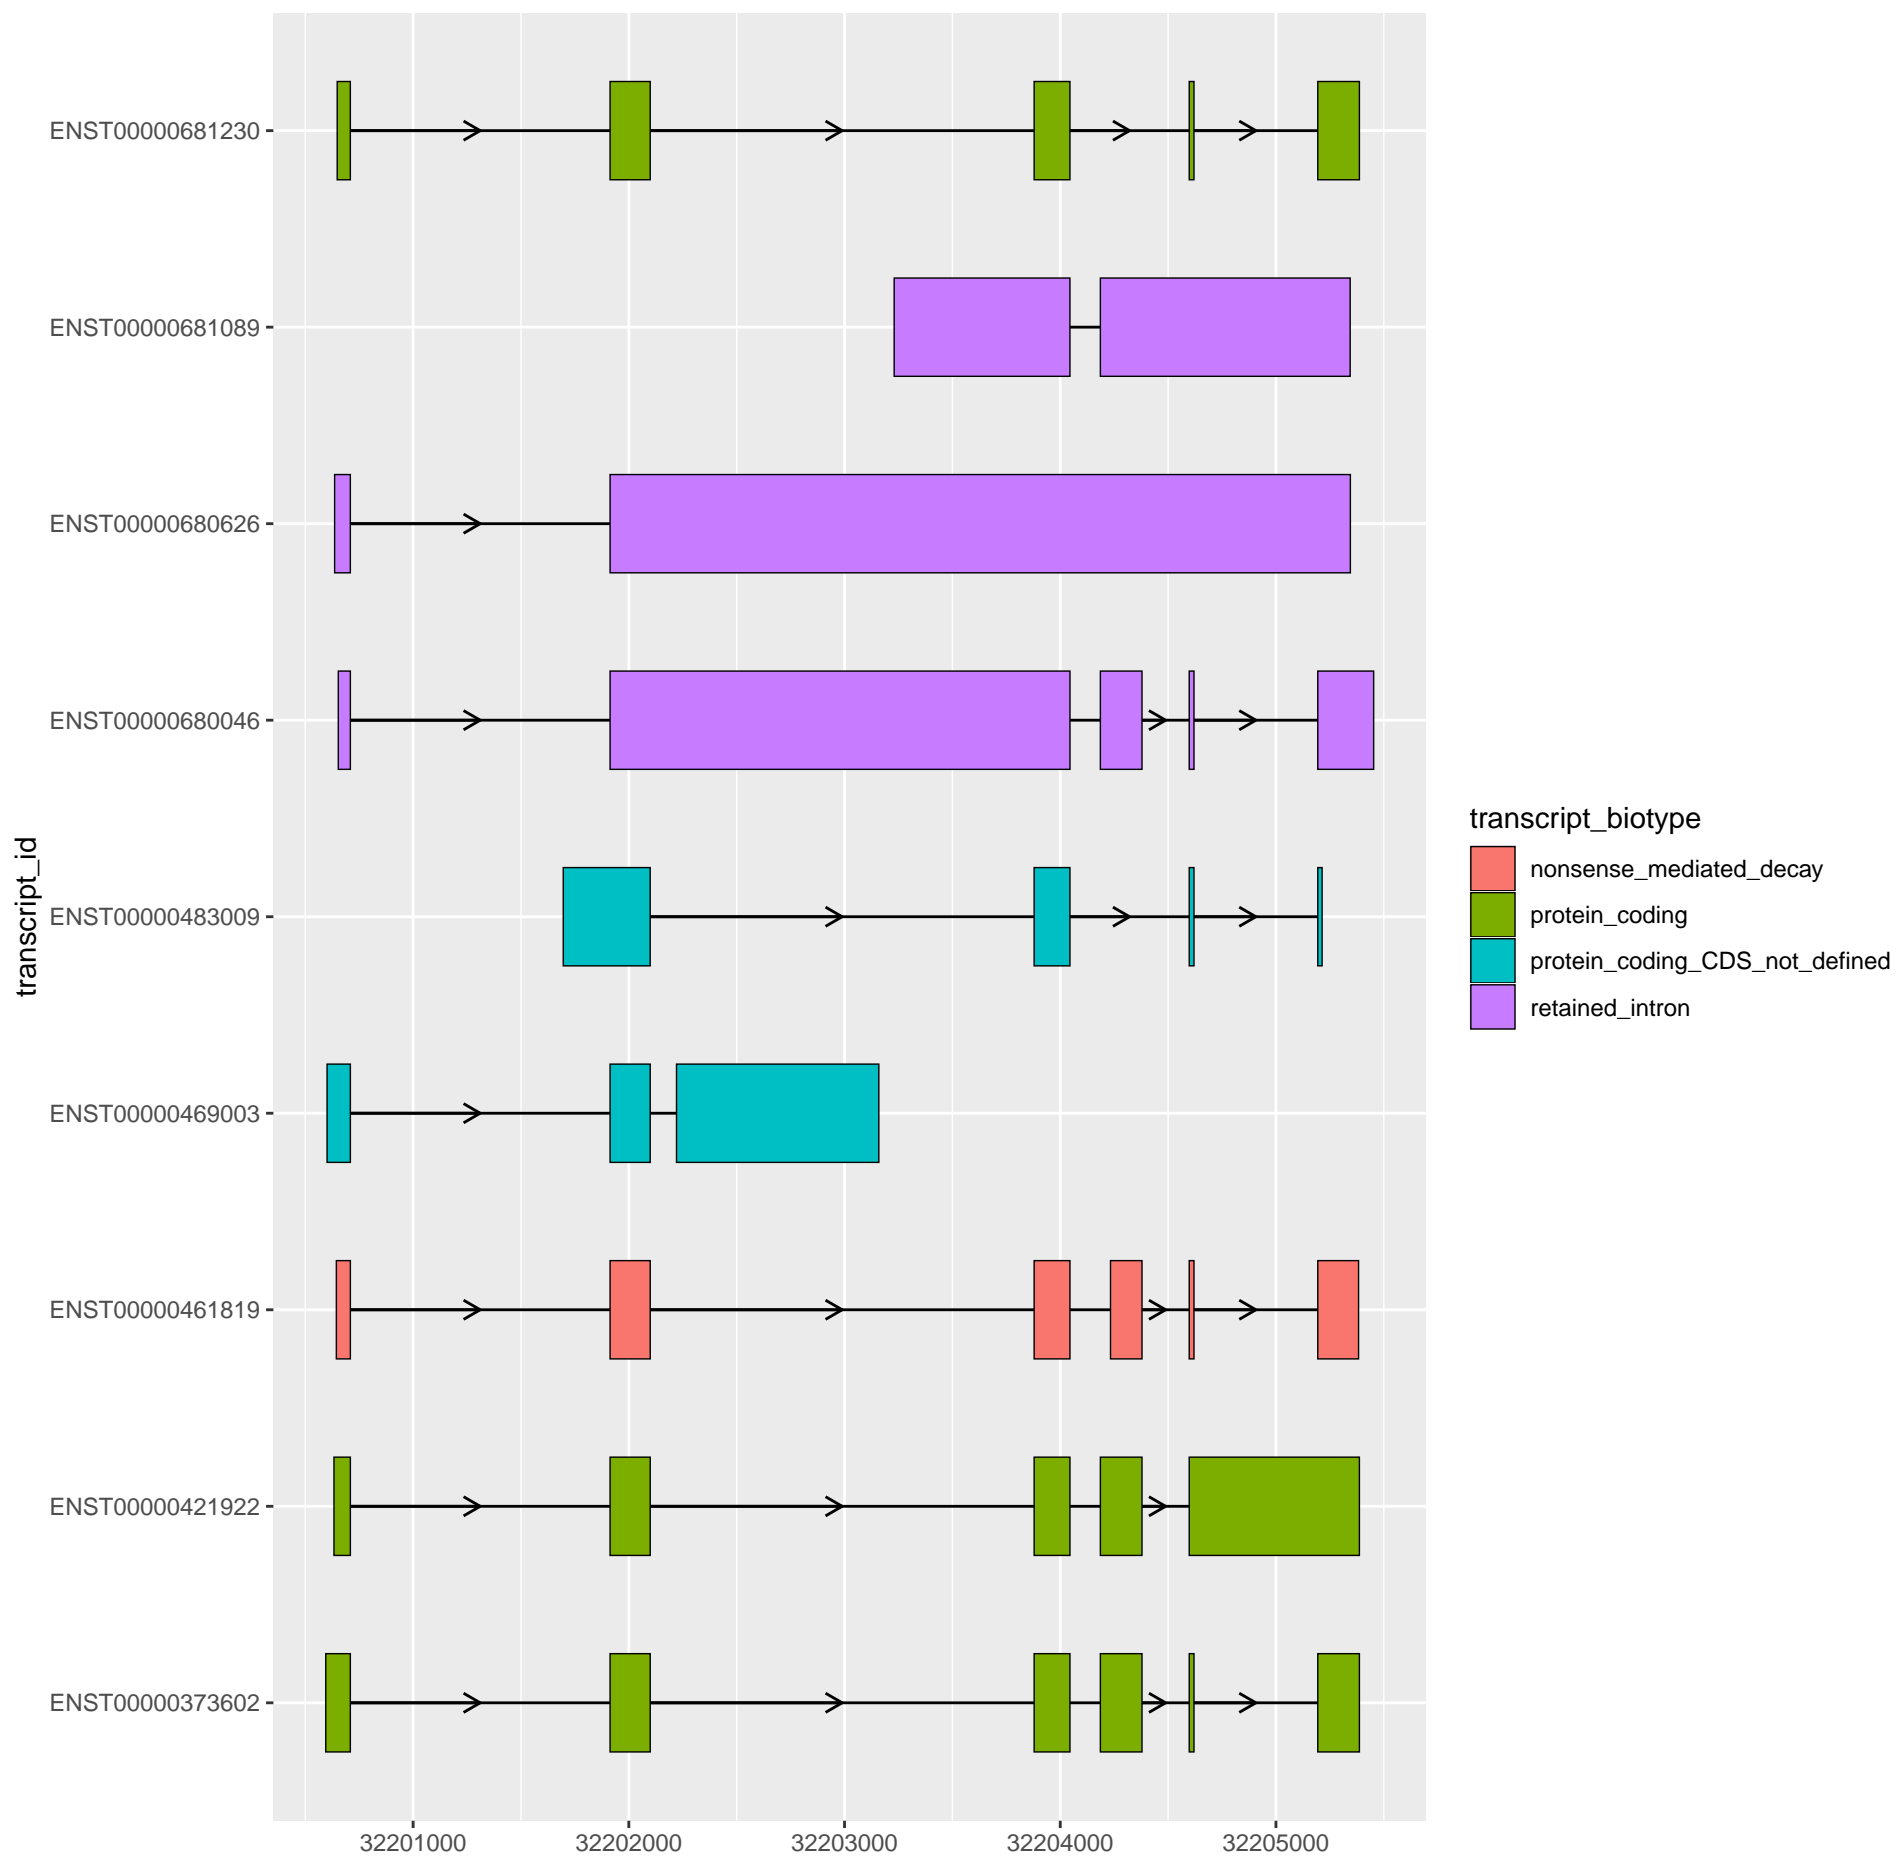 transcript_id
ENST00000681230
ENST00000681089
ENST00000680626
ENST00000680046
ENST00000483009
ENST00000469003
ENST00000461819
ENST00000421922
ENST00000373602
32201000
32202000
32203000
32204000
32205000
transcript_biotype
nonsense_mediated_decay
protein_coding
protein_coding_CDS_not_defined
retained_intron